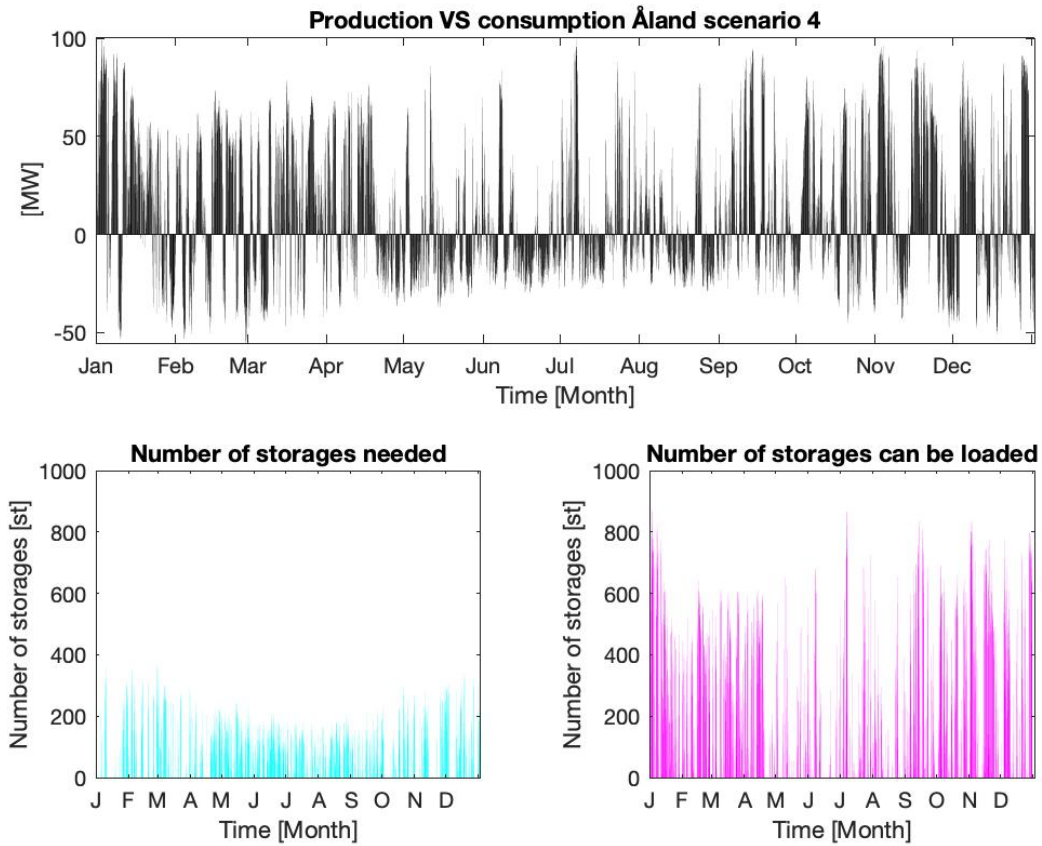 Production VS consumption Åland scenario 4
[MW]
100
50
0
-50
Jan Feb Mar Apr May Jun Jul Aug Sep Oct Nov Dec
Time [Month]
Number of storages needed
Number of storages [st]
1000
800
600
400
200
0
J F M A M J J A S O N D
Time [Month]
Number of storages can be loaded
Number of storages [st]
1000
800
600
400
200
0
J F M A M J J A S O N D
Time [Month]